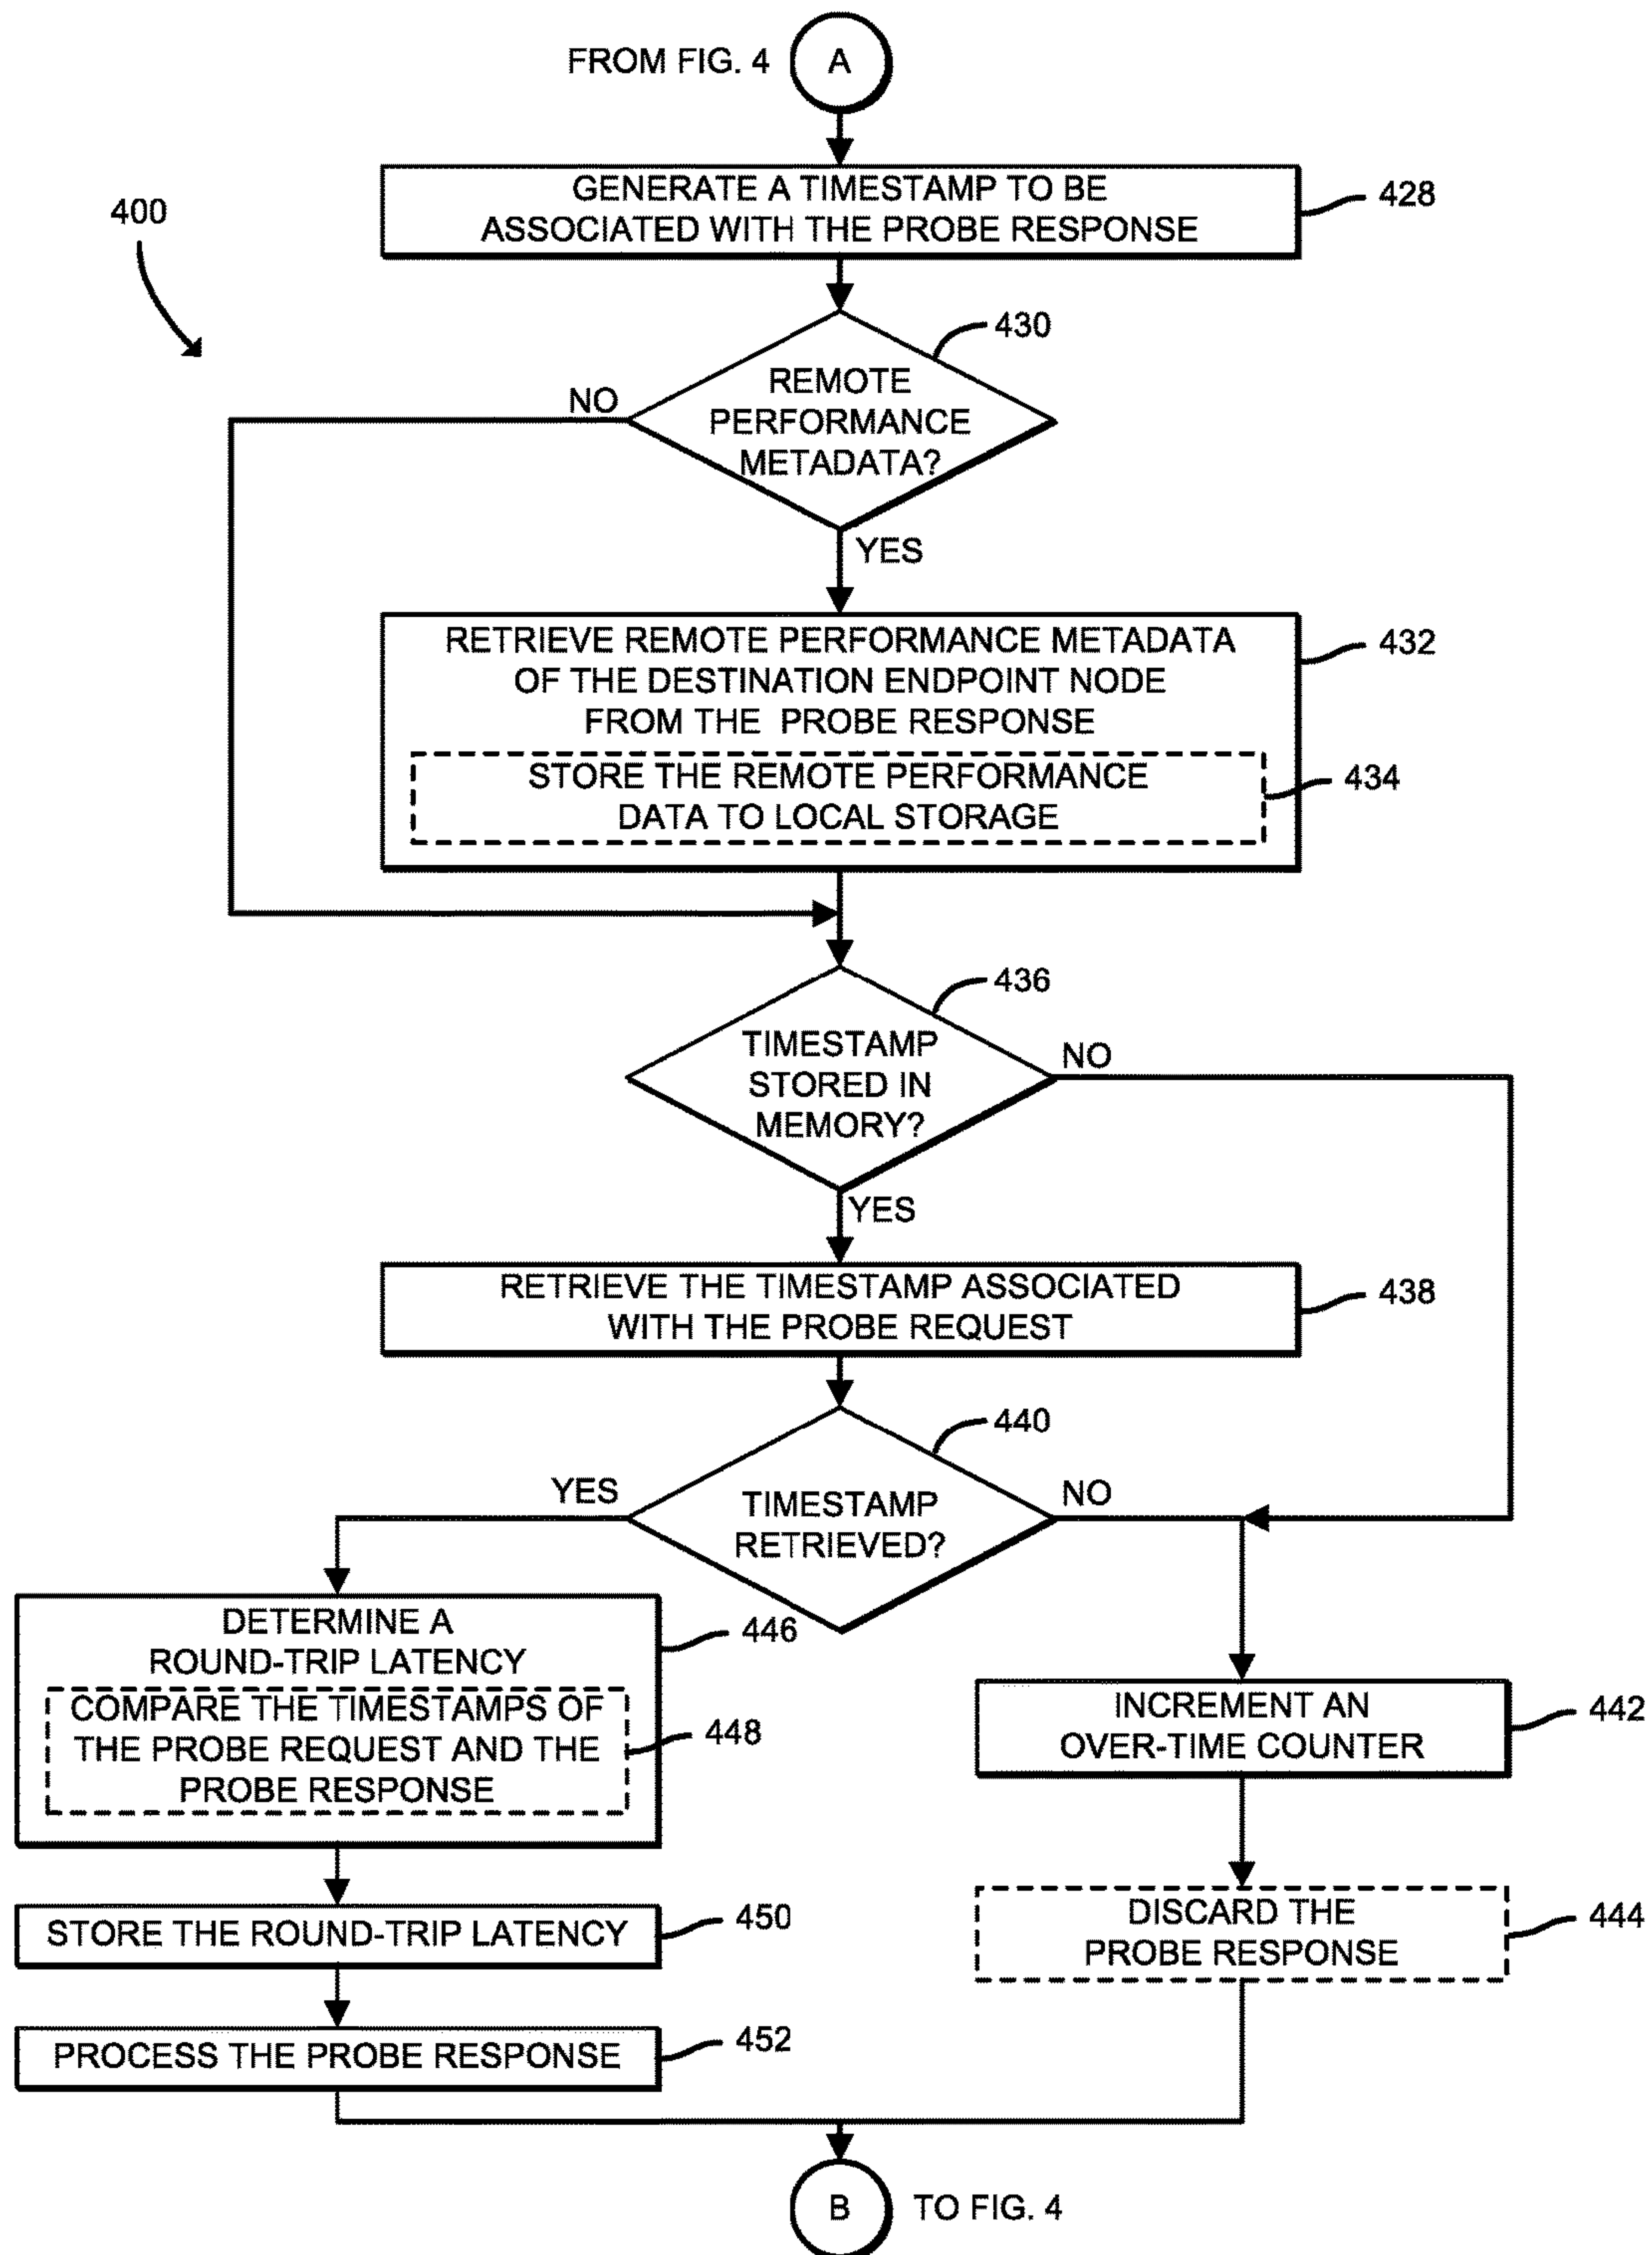 FROM FIG. 4
A
GENERATE A TIMESTAMP TO BE
ASSOCIATED WITH THE PROBE RESPONSE
428
400
430
REMOTE
PERFORMANCE
METADATA?
NO
YES
RETRIEVE REMOTE PERFORMANCE METADATA
OF THE DESTINATION ENDPOINT NODE
FROM THE PROBE RESPONSE
432
STORE THE REMOTE PERFORMANCE
DATA TO LOCAL STORAGE
434
436
TIMESTAMP
STORED IN
MEMORY?
NO
YES
RETRIEVE THE TIMESTAMP ASSOCIATED
WITH THE PROBE REQUEST
438
440
TIMESTAMP
RETRIEVED?
YES
NO
DETERMINE A
ROUND-TRIP LATENCY
446
COMPARE THE TIMESTAMPS OF
THE PROBE REQUEST AND THE
PROBE RESPONSE
448
INCREMENT AN
OVER-TIME COUNTER
442
STORE THE ROUND-TRIP LATENCY
450
DISCARD THE
PROBE RESPONSE
444
PROCESS THE PROBE RESPONSE
452
B
TO FIG. 4